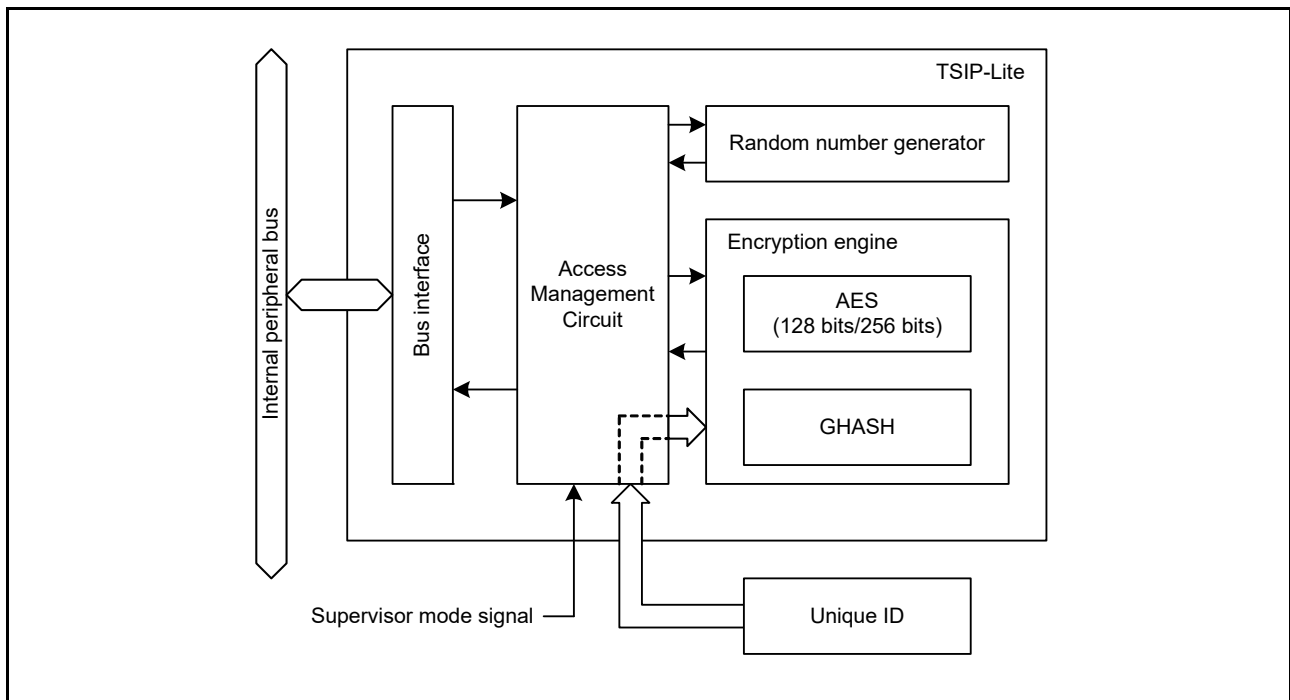 TSIP-Lite
Internal peripheral bus
Bus interface
Access
Management
Circuit
Random number generator
Encryption engine
AES
(128 bits/256 bits)
GHASH
Supervisor mode signal
Unique ID